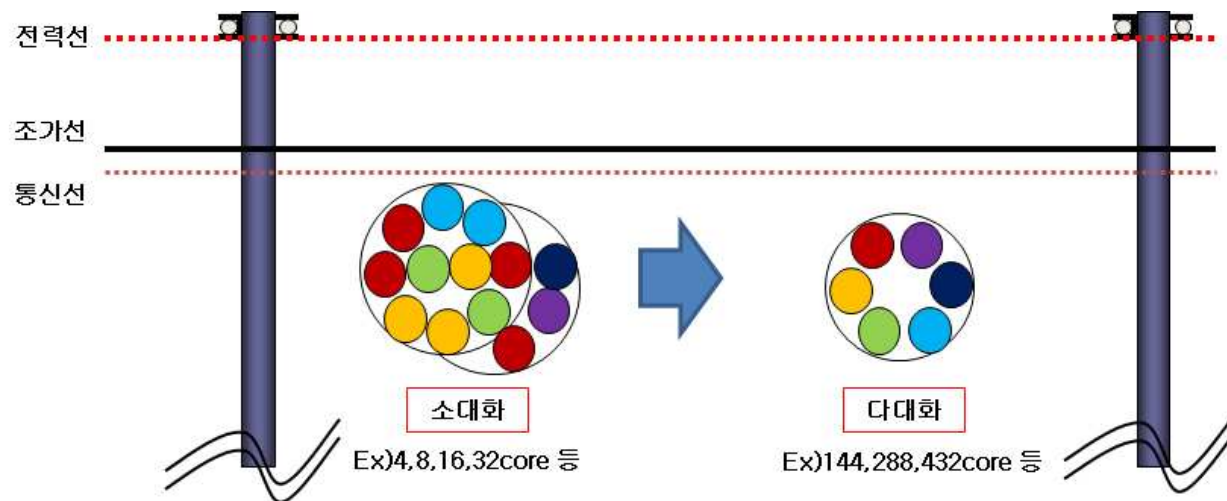 전력선
조가선
통신선
소대화
다대화
Ex)4,8,16,32core 등
Ex)144,288,432core 등